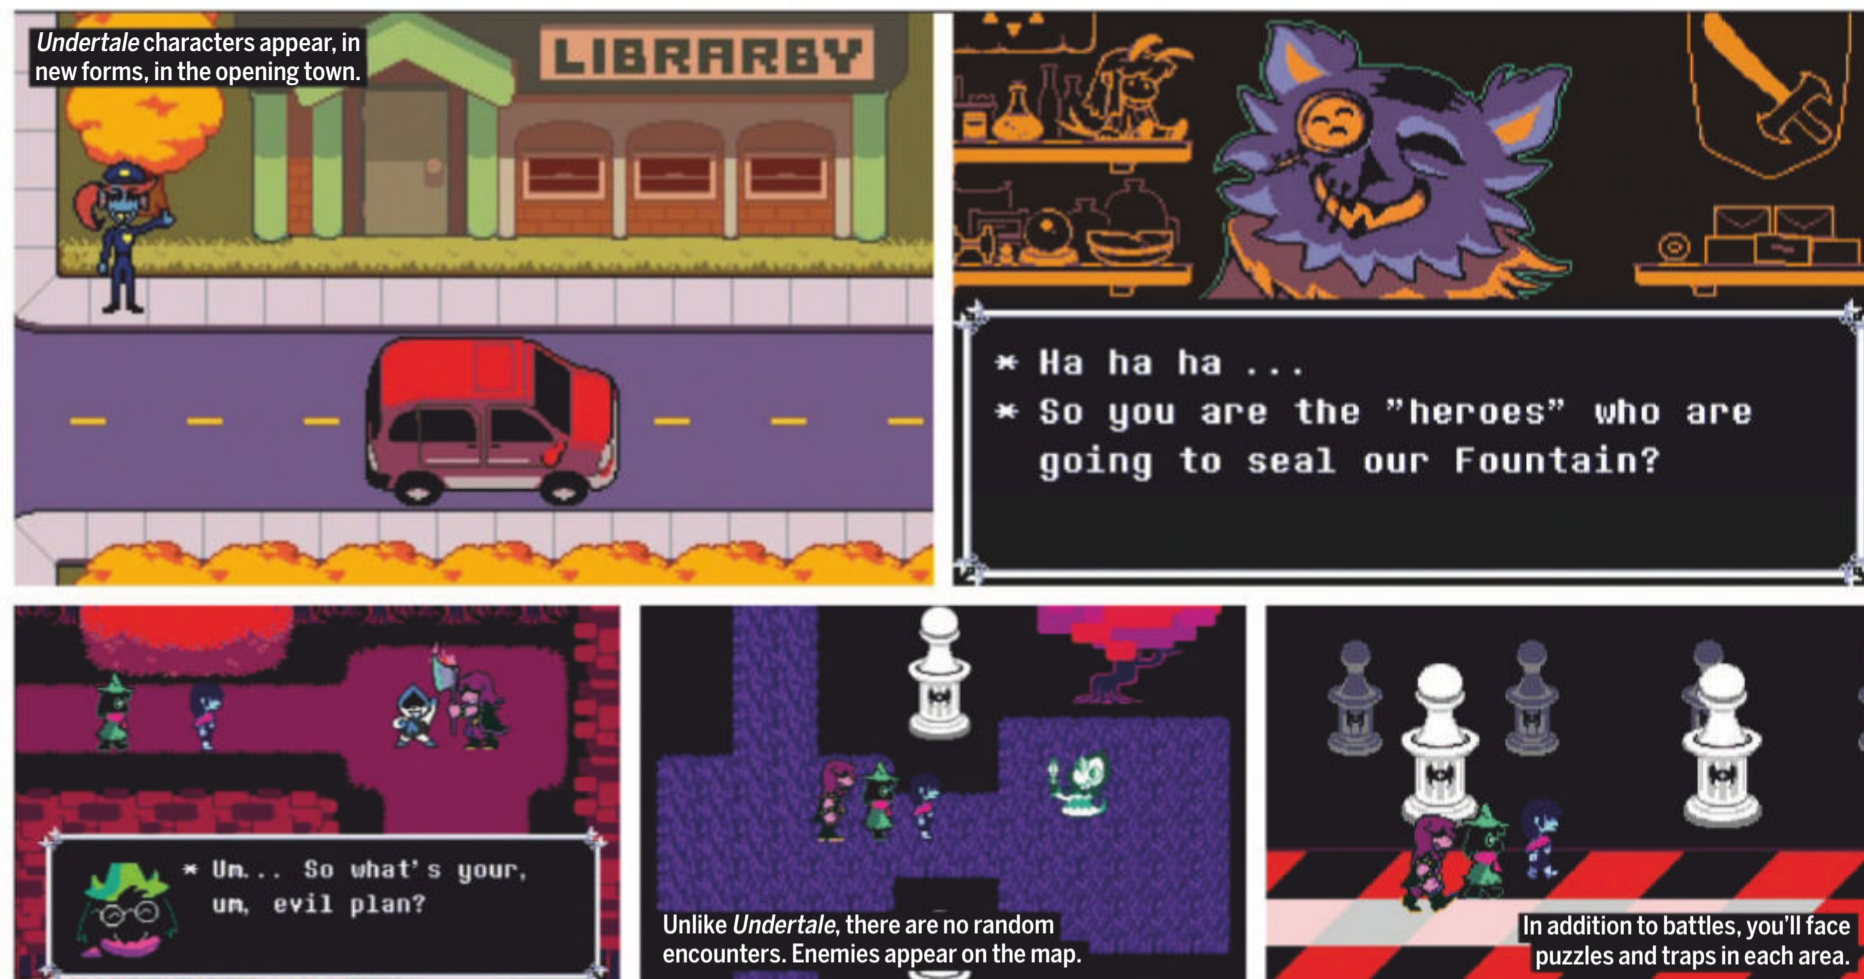 Undertale characters appear, in
new forms, in the opening town.
LIBRARBY
* Ha ha ha ...
* So you are the ”heroes” who are
going to seal our Fountain?
* Um... So what's your,
um, evil plan?
Unlike Undertale, there are no random
encounters. Enemies appear on the map.
In addition to battles, you’ll face
puzzles and traps in each area.